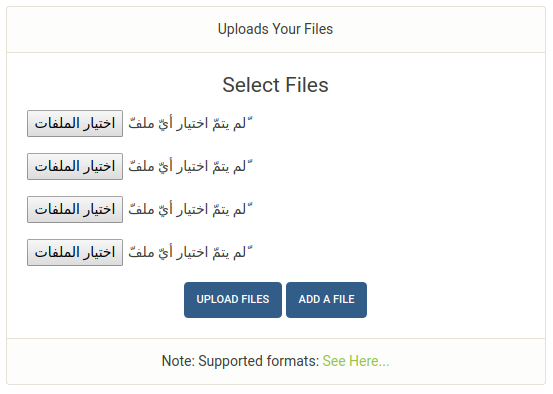 Uploads Your Files
Select Files
اختيار الملفات لم يتمّ اختيار أيّ ملفّ
اختيار الملفات لم يتمّ اختيار أيّ ملفّ
اختيار الملفات لم يتمّ اختيار أيّ ملفّ
اختيار الملفات لم يتمّ اختيار أيّ ملفّ
UPLOAD FILES ADD A FILE
Note: Supported formats: See Here...